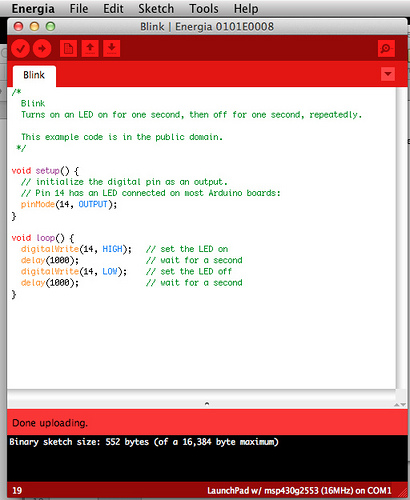 Energia File Edit Sketch Tools Help
Blink | Energia 0101E0008
Blink
/*
Blink
Turns on an LED on for one second, then off for one second, repeatedly.
This example code is in the public domain.
*/
void setup() {
// initialize the digital pin as an output.
// Pin 14 has an LED connected on most Arduino boards:
pinMode(14, OUTPUT);
}
void loop() {
digitalWrite(14, HIGH); // set the LED on
delay(1000); // wait for a second
digitalWrite(14, LOW); // set the LED off
delay(1000); // wait for a second
}
Done uploading.
Binary sketch size: 552 bytes (of a 16,384 byte maximum)
19 LaunchPad w/ msp430g2553 (16MHz) on COM1